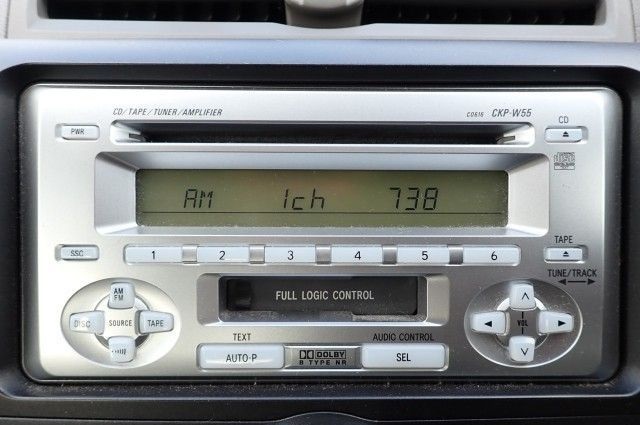 CD/TAPE/TUNER/AMPLIFIER
C0616 CKP-W55
PWR
CD
AM 1ch 738
SSC
1 2 3 4 5 6
TAPE
TUNE/TRACK
FULL LOGIC CONTROL
AM
FM
DISC SOURCE TAPE
VOL
TEXT
AUDIO CONTROL
AUTO-P
DOLBY
B TYPE NR
SEL